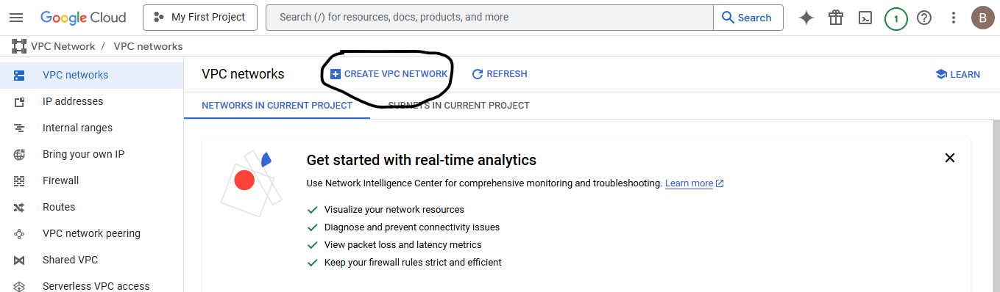 Google Cloud
My First Project
Search (/) for resources, docs, products, and more
Search
1
B
VPC Network / VPC networks
VPC networks
IP addresses
Internal ranges
Bring your own IP
Firewall
Routes
VPC network peering
Shared VPC
Serverless VPC access
VPC networks
CREATE VPC NETWORK
REFRESH
LEARN
NETWORKS IN CURRENT PROJECT
SUBNETS IN CURRENT PROJECT
Get started with real-time analytics
Use Network Intelligence Center for comprehensive monitoring and troubleshooting. Learn more
Visualize your network resources
Diagnose and prevent connectivity issues
View packet loss and latency metrics
Keep your firewall rules strict and efficient